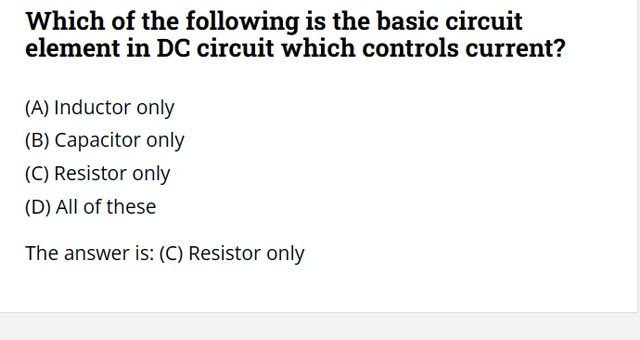 Which of the following is the basic circuit
element in DC circuit which controls current?
(A) Inductor only
(B) Capacitor only
(C) Resistor only
(D) All of these
The answer is: (C) Resistor only